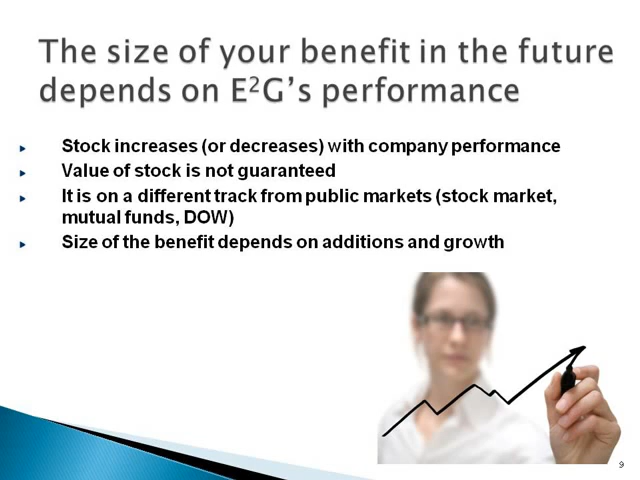 The size of your benefit in the future
depends on E²G’s performance
Stock increases (or decreases) with company performance
Value of stock is not guaranteed
It is on a different track from public markets (stock market,
mutual funds, DOW)
Size of the benefit depends on additions and growth
9